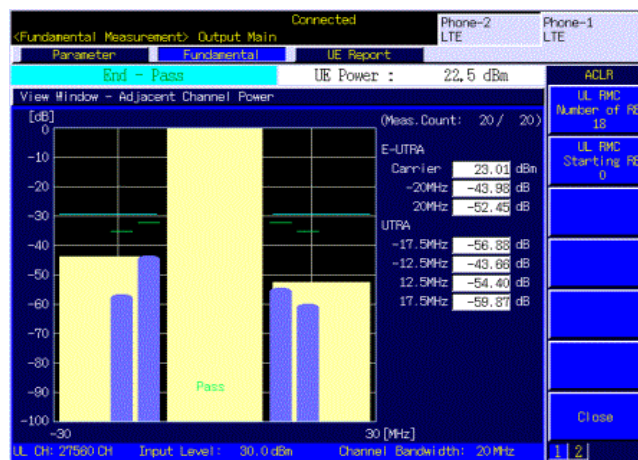 Connected
Phone-2
LTE
Phone-1
LTE
<Fundamental Measurement> Output Main
Parameter Fundamental UE Report
End - Pass UE Power : 22.5 dBm
ACLR
View Window - Adjacent Channel Power
UL RMC
Number of RB
18
UL RMC
Starting RB
0
Close
1 2
[dB]
(Meas.Count: 20/ 20)
0
-10
-20
-30
-40
-50
-60
-70
-80
-90
-100
-30 30 [MHz]
Pass
E-UTRA
Carrier 23.01 dBm
-20MHz -43.98 dB
20MHz -52.45 dB
UTRA
-17.5MHz -56.88 dB
-12.5MHz -43.66 dB
12.5MHz -54.40 dB
17.5MHz -59.87 dB
UL CH: 27560 CH Input Level: 30.0 dBm Channel Bandwidth: 20 MHz